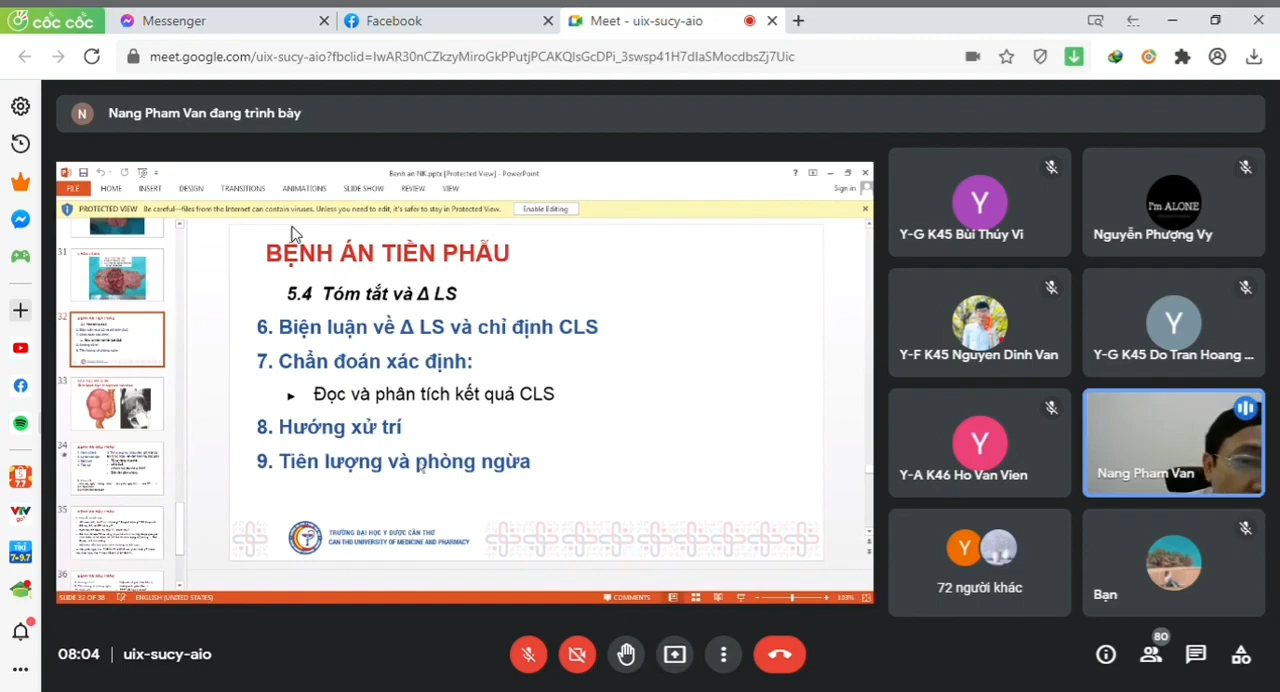 cốc cốc
Messenger
Facebook
Meet - uix-sucy-aio
meet.google.com/uix-sucy-aio?fbclid=IwAR30nCZkzyMiroGkPPutjPCAKQIsGcDPi_3swsp41H7dIaSMocdbsZj7Uic
N
Nang Pham Van đang trình bày
Benh an NK.pptx [Protected View] - PowerPoint
FILE HOME INSERT DESIGN TRANSITIONS ANIMATIONS SLIDE SHOW REVIEW VIEW
Sign in
PROTECTED VIEW Be careful—files from the Internet can contain viruses. Unless you need to edit, it's safer to stay in Protected View.
Enable Editing
31
32
33
34
35
36
BỆNH ÁN TIỀN PHẪU
5.4 Tóm tắt và Δ LS
6. Biện luận về Δ LS và chỉ định CLS
7. Chẩn đoán xác định:
► Đọc và phân tích kết quả CLS
8. Hướng xử trí
9. Tiên lượng và phòng ngừa
TRƯỜNG ĐẠI HỌC Y DƯỢC CẦN THƠ
CAN THO UNIVERSITY OF MEDICINE AND PHARMACY
SLIDE 32 OF 38
ENGLISH (UNITED STATES)
COMMENTS
103%
Y
Y-G K45 Bùi Thúy Vi
I'm ALONE
Nguyễn Phượng Vy
Y-F K45 Nguyen Dinh Van
Y
Y-G K45 Do Tran Hoang ...
Y
Y-A K46 Ho Van Vien
Nang Pham Van
Y
72 người khác
Bạn
08:04 | uix-sucy-aio
80